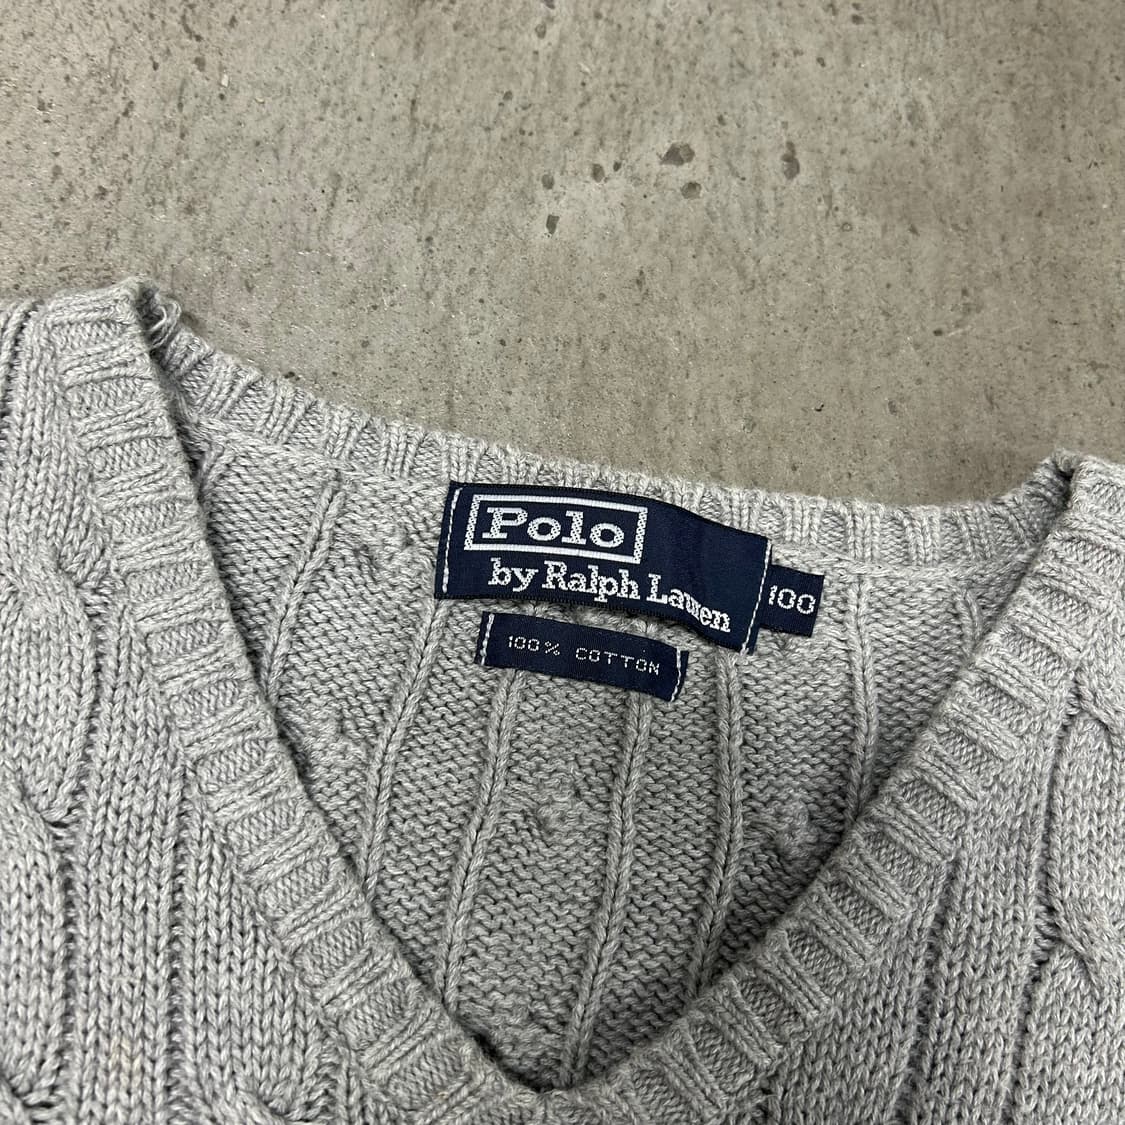 Polo
by Ralph Lauren
100
100% COTTON